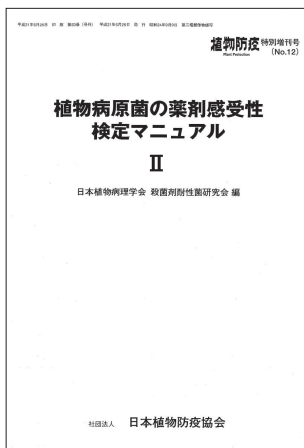 植物防疫 特別増刊号
Plant Protection (No.12)
植物病原菌の薬剤感受性
検定マニュアル
II
日本植物病理学会 殺菌剤耐性菌研究会 編
社団法人 日本植物防疫協会